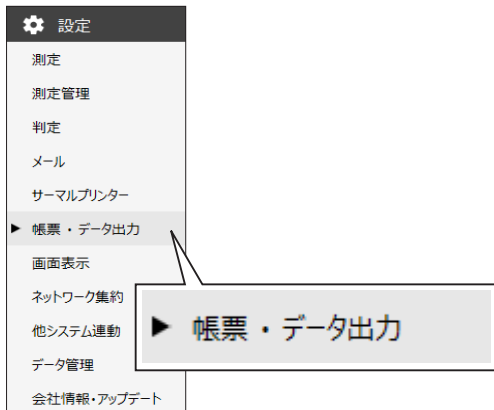 設定
測定
測定管理
判定
メール
サーマルプリンター
帳票 ・ データ出力
画面表示
ネットワーク集約
他システム連動
データ管理
会社情報・アップデート
帳票 ・ データ出力